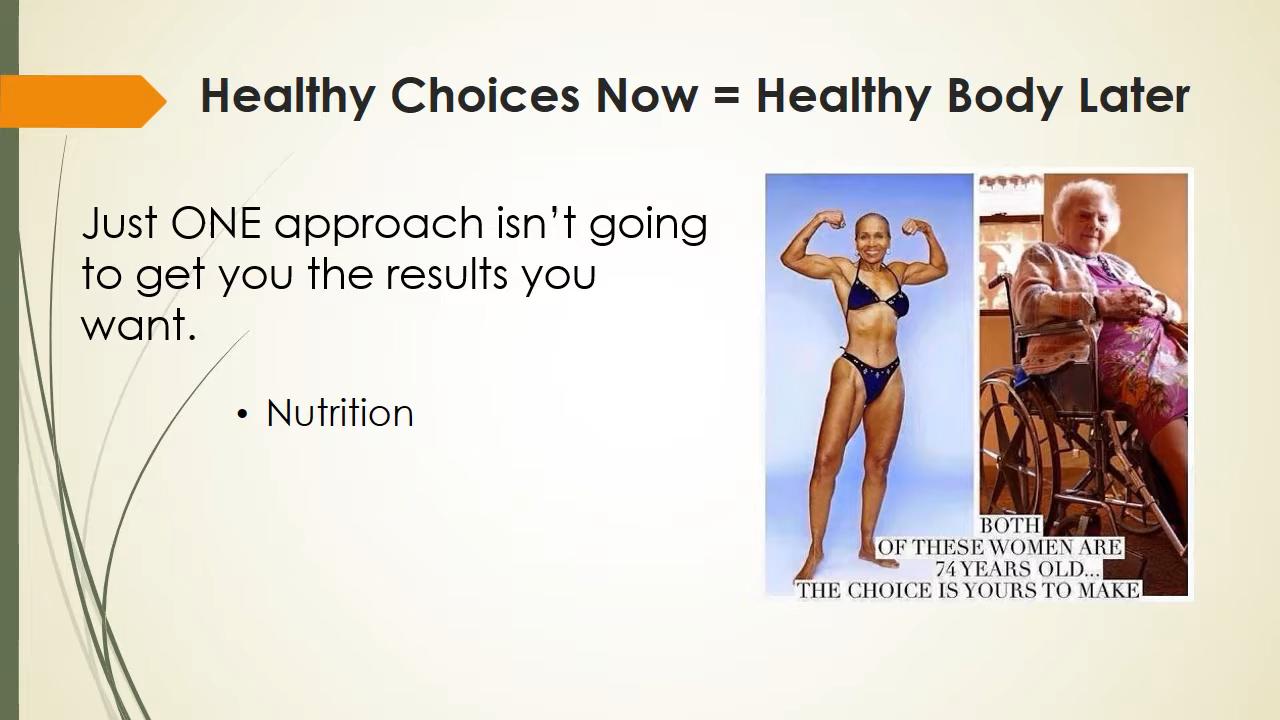 Healthy Choices Now = Healthy Body Later
Just ONE approach isn’t going
to get you the results you
want.
• Nutrition
BOTH
OF THESE WOMEN ARE
74 YEARS OLD...
THE CHOICE IS YOURS TO MAKE